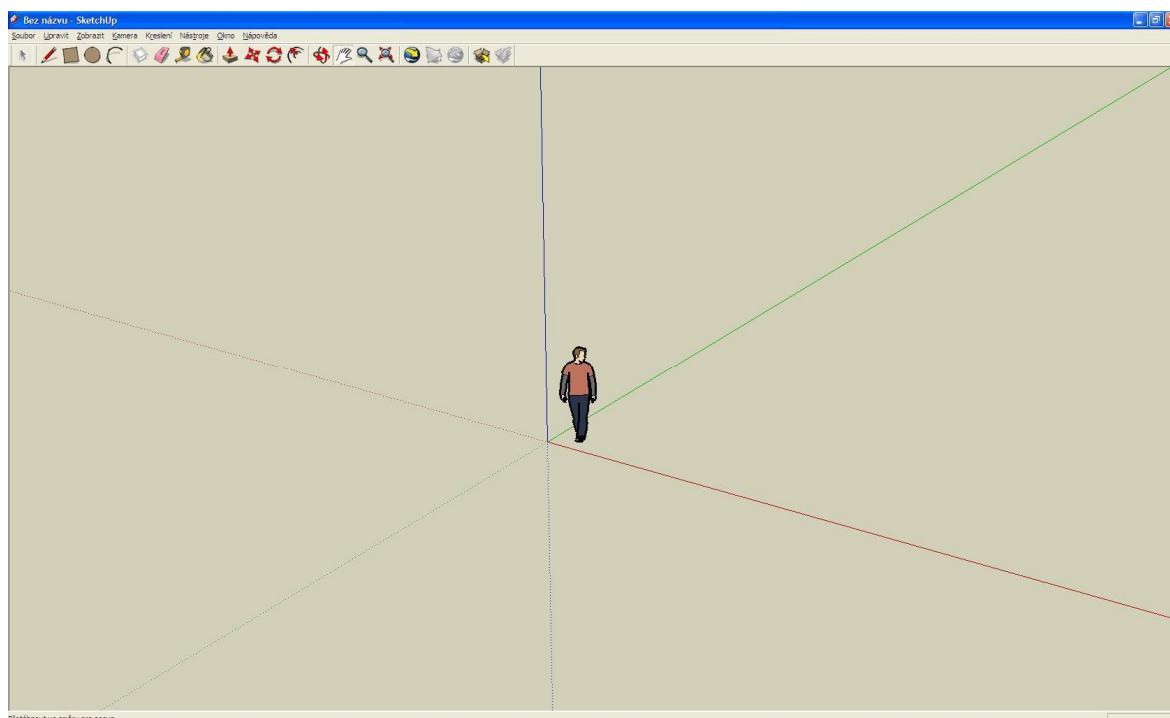 Bez názvu - SketchUp
Soubor Upravit Zobrazit Kamera Kreslení Nástroje Okno Nápověda